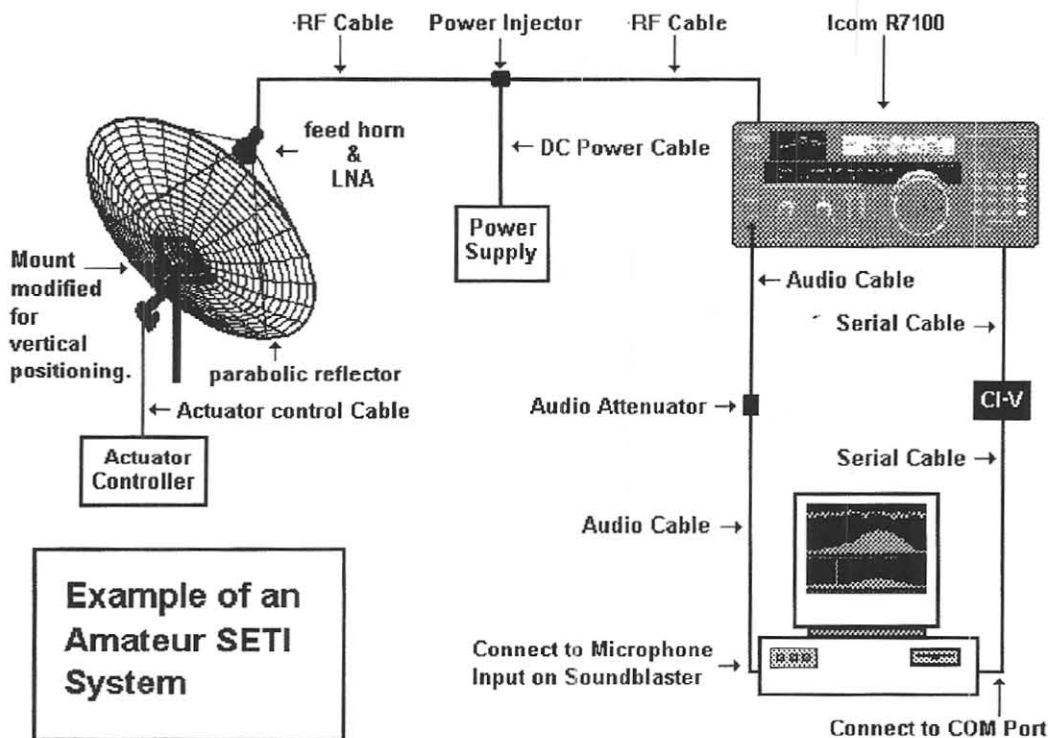 RF Cable
Power Injector
RF Cable
Icom R7100
feed horn
&
LNA
DC Power Cable
Power
Supply
Mount
modified
for
vertical
positioning.
parabolic reflector
Actuator control Cable
Actuator
Controller
Audio Cable
Serial Cable
Audio Attenuator
CI-V
Serial Cable
Audio Cable
Connect to Microphone
Input on Soundblaster
Connect to COM Port
Example of an
Amateur SETI
System